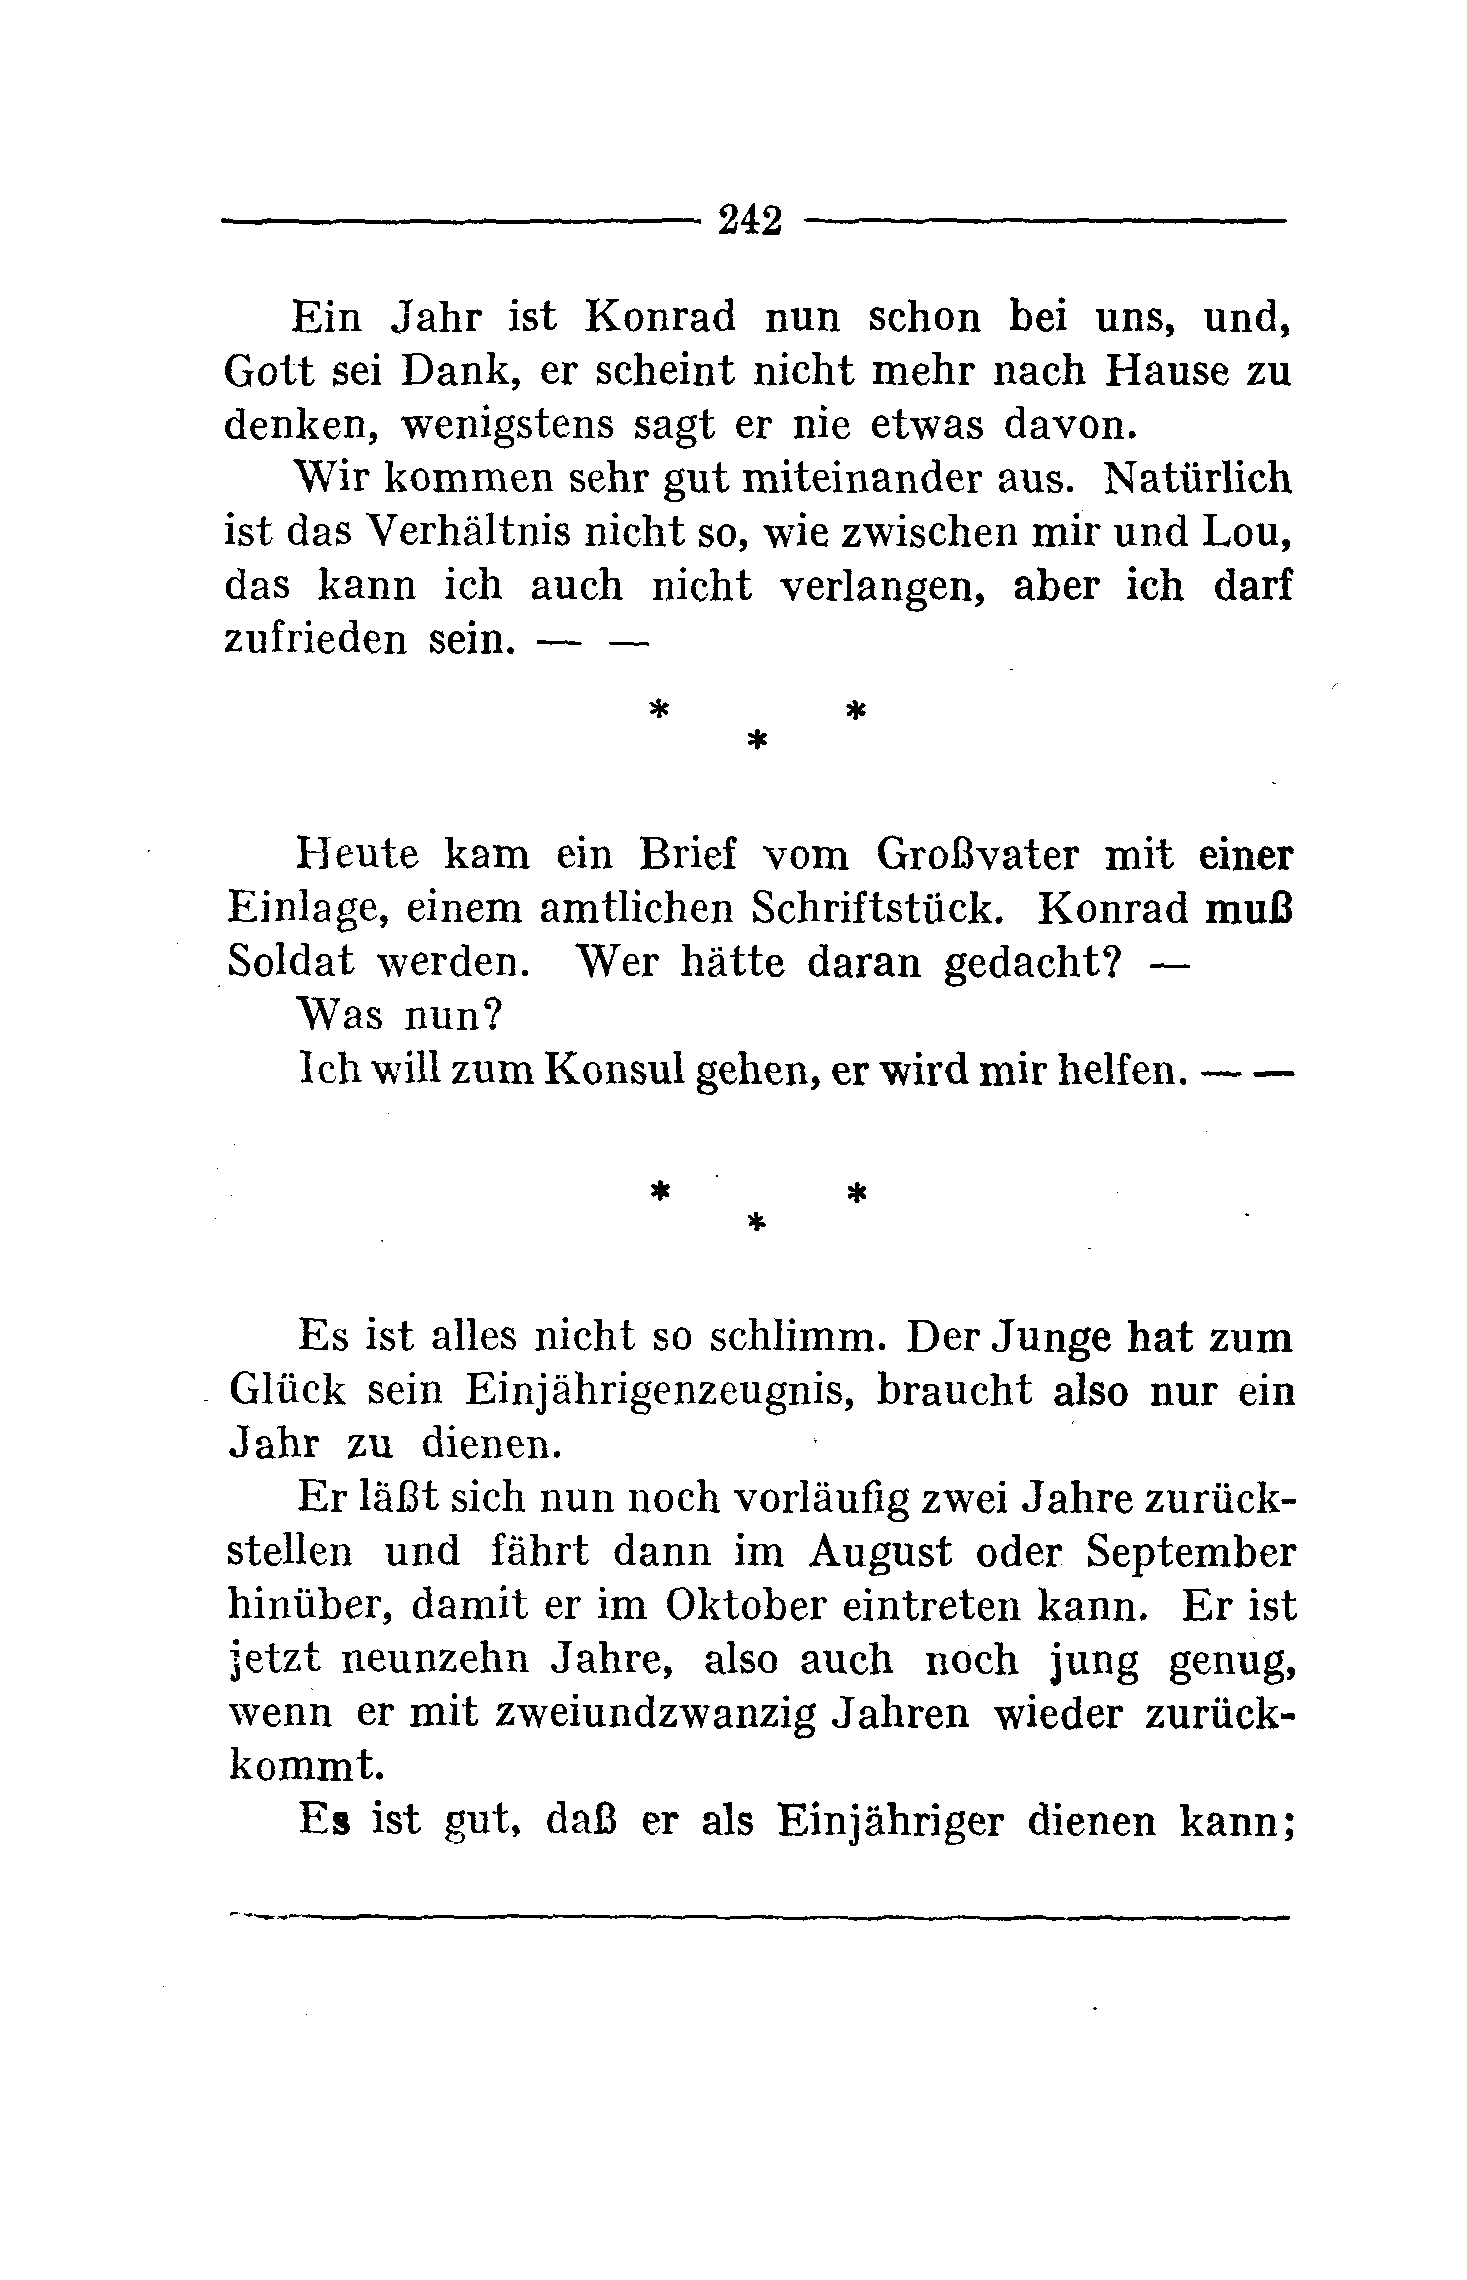 242
Ein Jahr ist Konrad nun schon bei uns, und,
Gott sei Dank, er scheint nicht mehr nach Hause zu
denken, wenigstens sagt er nie etwas davon.
Wir kommen sehr gut miteinander aus. Natürlich
ist das Verhältnis nicht so, wie zwischen mir und Lou,
das kann ich auch nicht verlangen, aber ich darf
zufrieden sein. — —
* *
*
Heute kam ein Brief vom Großvater mit einer
Einlage, einem amtlichen Schriftstück. Konrad muß
Soldat werden. Wer hätte daran gedacht? —
Was nun?
Ich will zum Konsul gehen, er wird mir helfen. — —
* *
*
Es ist alles nicht so schlimm. Der Junge hat zum
Glück sein Einjährigenzeugnis, braucht also nur ein
Jahr zu dienen.
Er läßt sich nun noch vorläufig zwei Jahre zurück-
stellen und fährt dann im August oder September
hinüber, damit er im Oktober eintreten kann. Er ist
jetzt neunzehn Jahre, also auch noch jung genug,
wenn er mit zweiundzwanzig Jahren wieder zurück-
kommt.
Es ist gut, daß er als Einjähriger dienen kann;